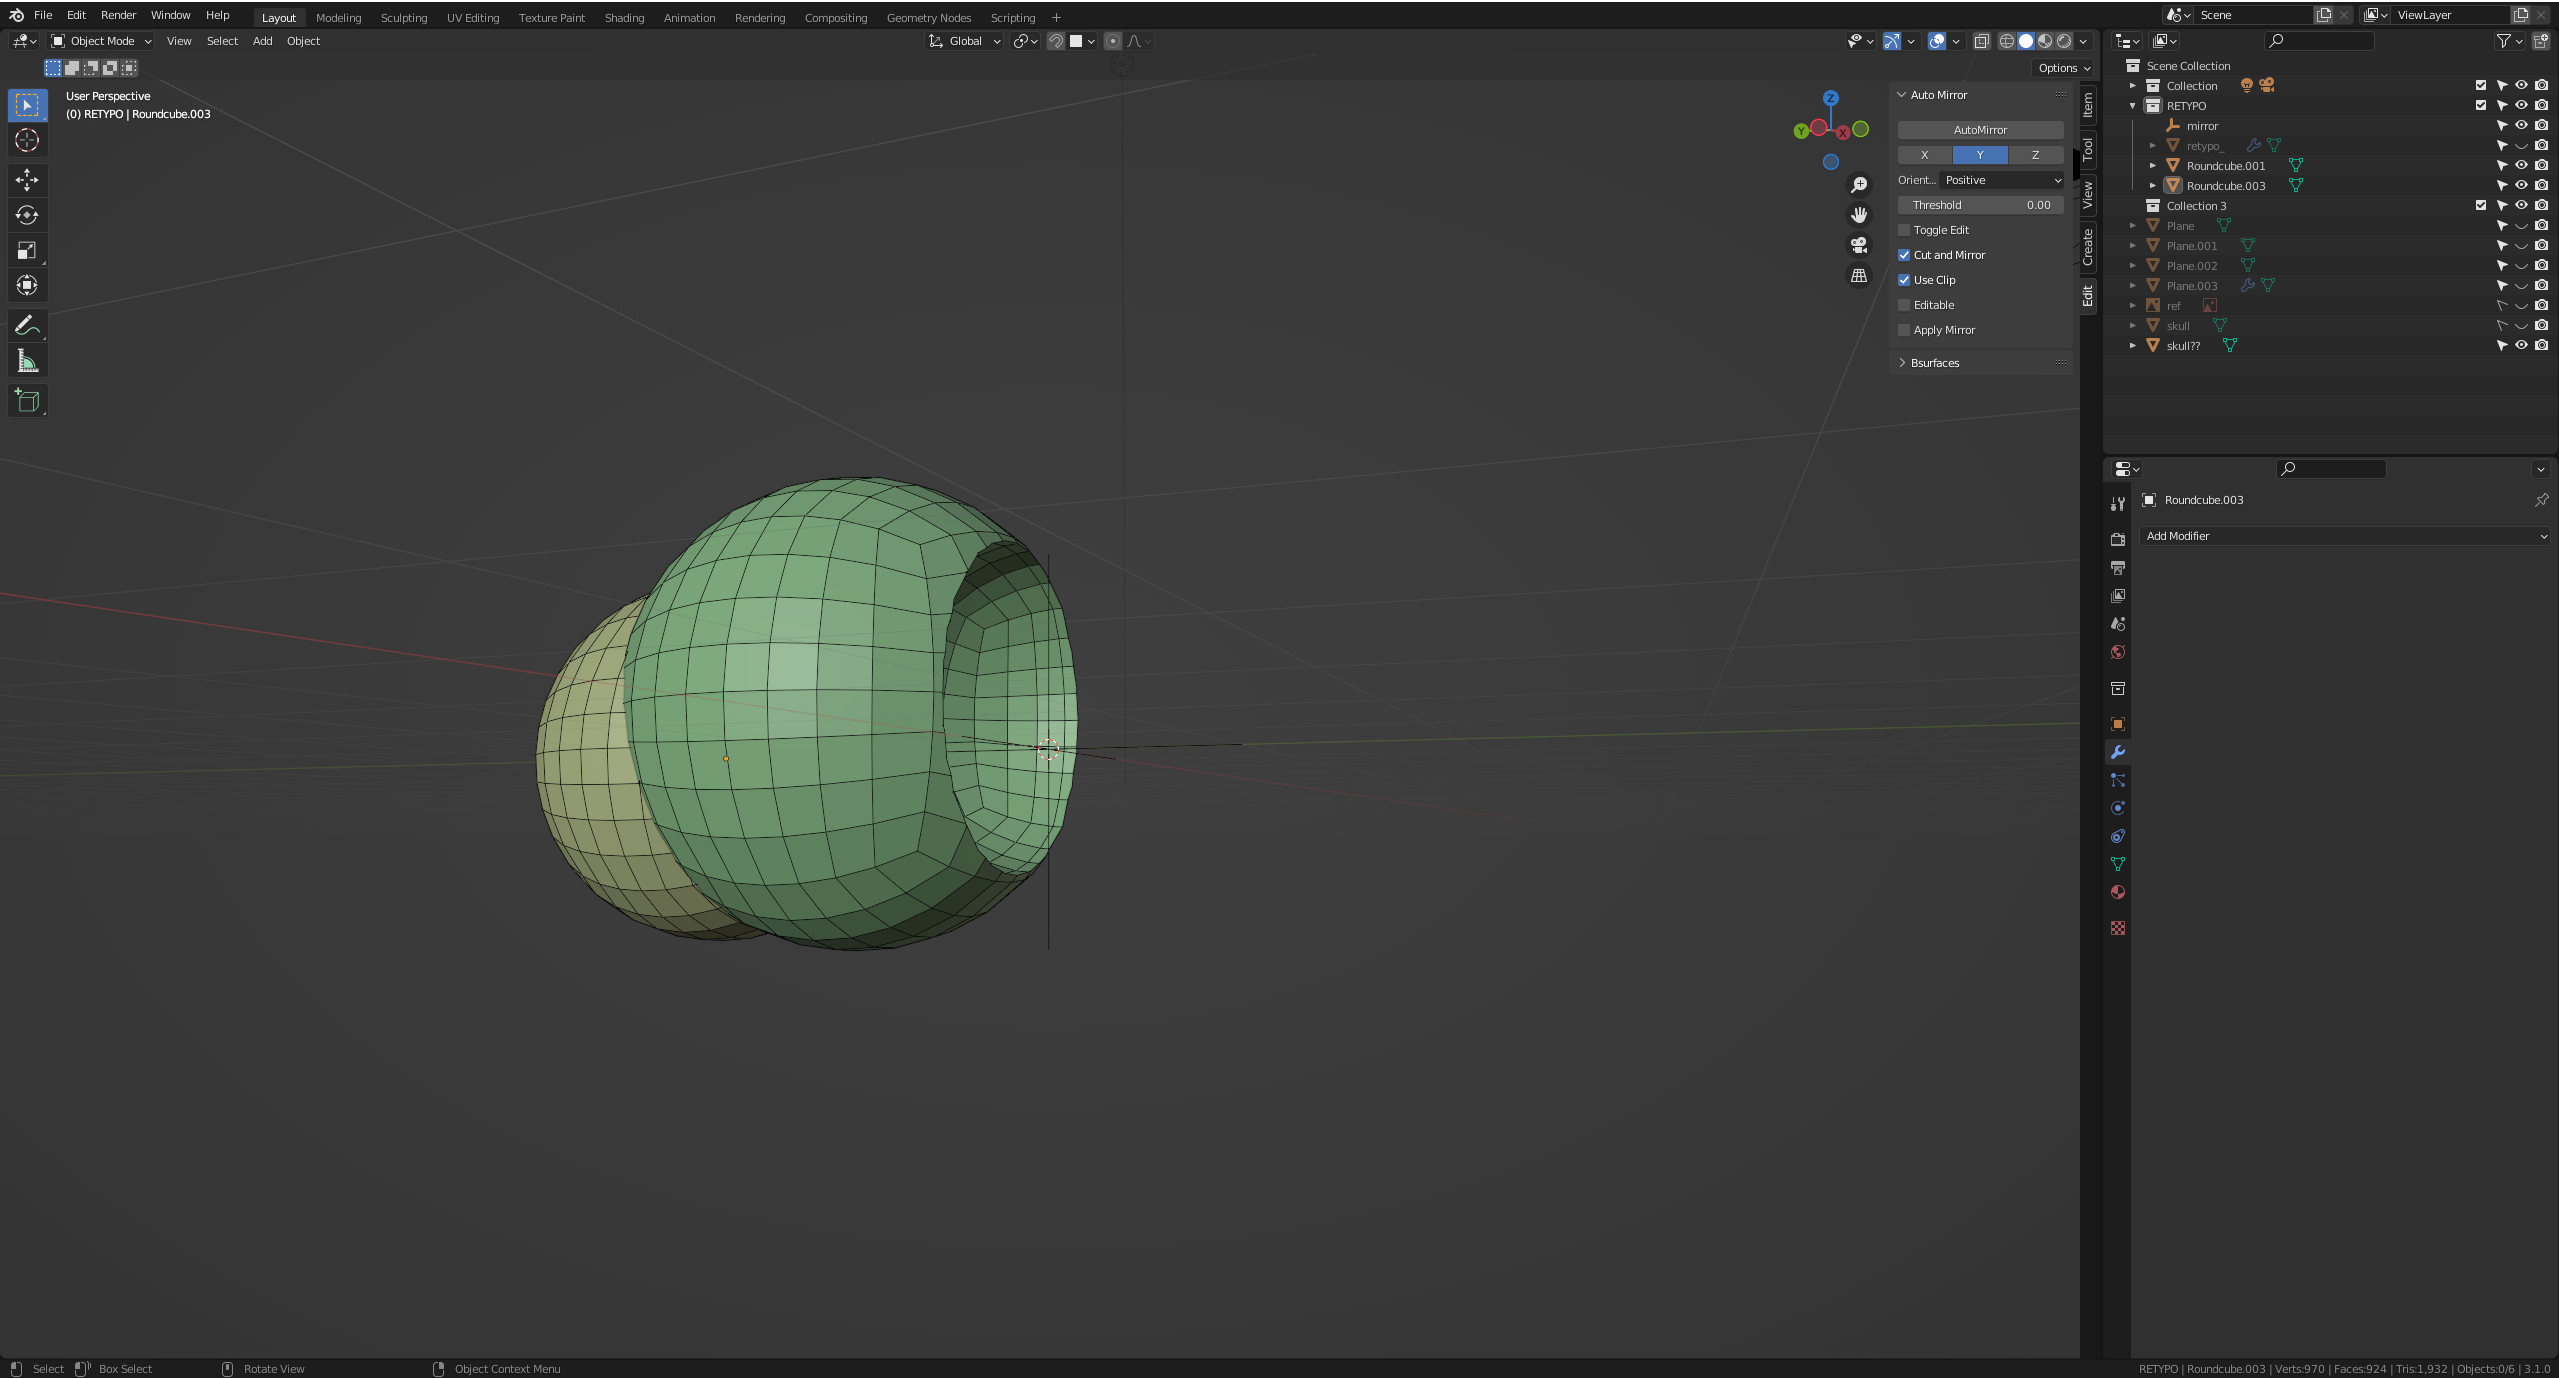 File Edit Render Window Help Layout Modeling Sculpting UV Editing Texture Paint Shading Animation Rendering Compositing Geometry Nodes Scripting + Scene ViewLayer
Object Mode View Select Add Object Global
Options
User Perspective
(0) RETYPO | Roundcube.003
Z
Y
X
Auto Mirror
AutoMirror
X Y Z
Orient... Positive
Threshold 0.00
Toggle Edit
Cut and Mirror
Use Clip
Editable
Apply Mirror
Bsurfaces
Item
Tool
View
Create
Edit
Scene Collection
Collection
RETYPO
mirror
retypo_
Roundcube.001
Roundcube.003
Collection 3
Plane
Plane.001
Plane.002
Plane.003
ref
skull
skull??
Roundcube.003
Add Modifier
Select Box Select Rotate View Object Context Menu RETYPO | Roundcube.003 | Verts:970 | Faces:924 | Tris:1,932 | Objects:0/6 | 3.1.0